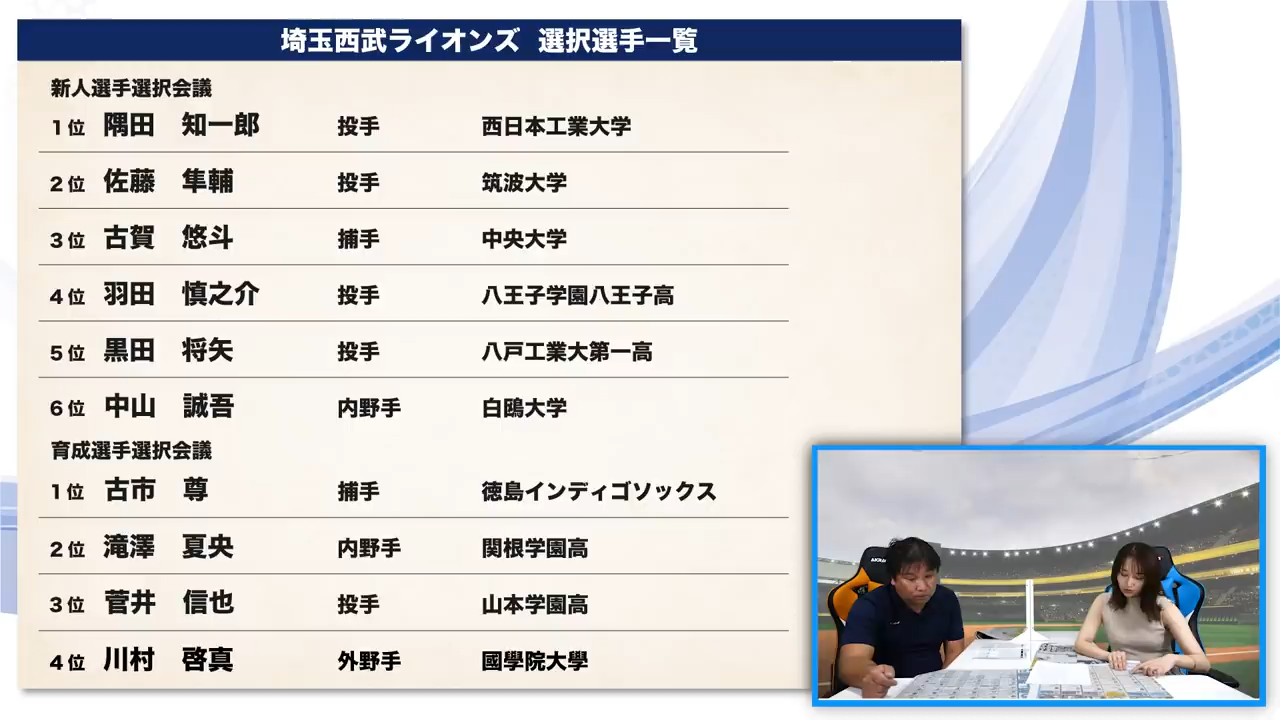 埼玉西武ライオンズ 選択選手一覧
新人選手選択会議
1位 隅田 知一郎 投手 西日本工業大学
2位 佐藤 隼輔 投手 筑波大学
3位 古賀 悠斗 捕手 中央大学
4位 羽田 慎之介 投手 八王子学園八王子高
5位 黒田 将矢 投手 八戸工業大第一高
6位 中山 誠吾 内野手 白鴎大学
育成選手選択会議
1位 古市 尊 捕手 徳島インディゴソックス
2位 滝澤 夏央 内野手 関根学園高
3位 菅井 信也 投手 山本学園高
4位 川村 啓真 外野手 國學院大學